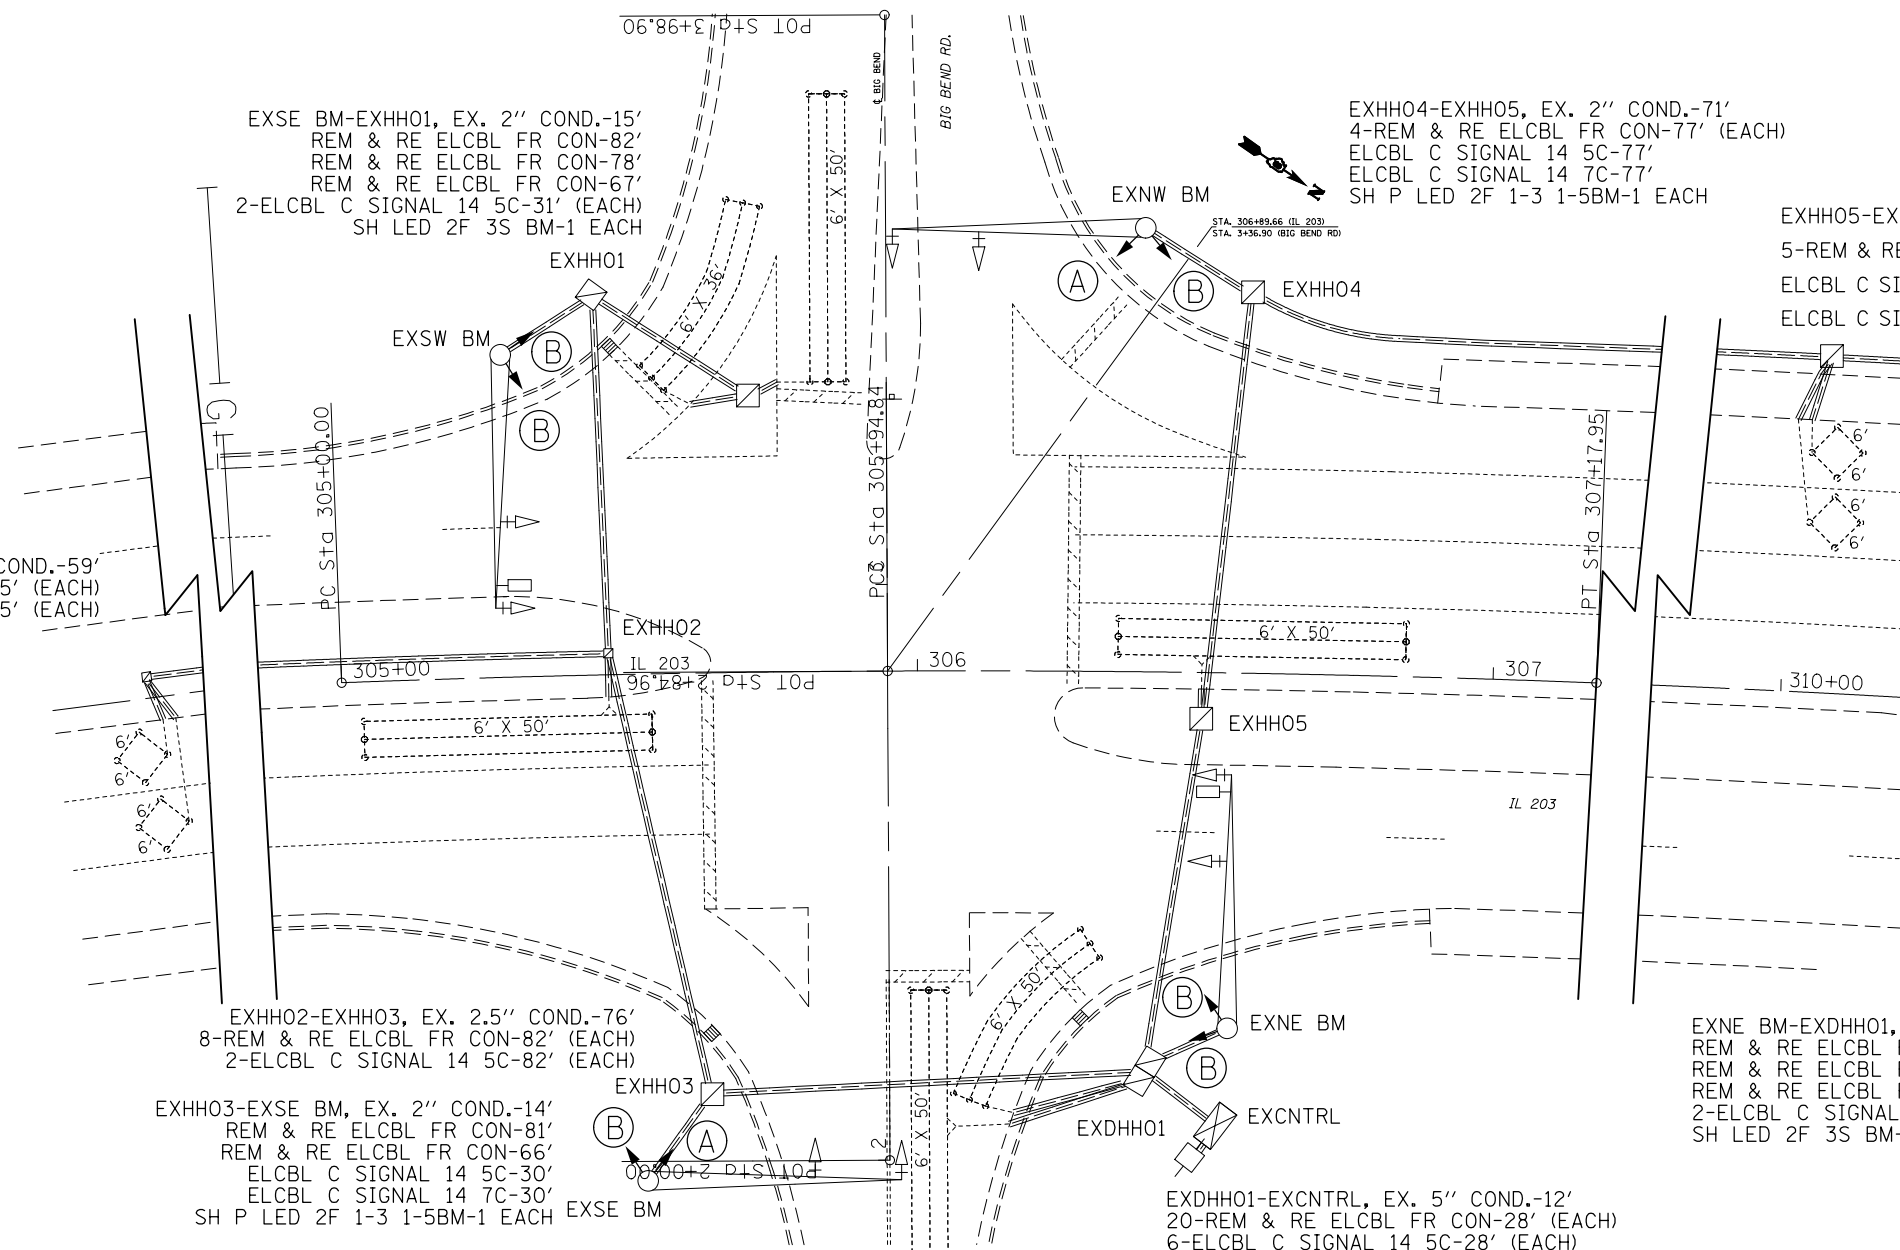 POT Sta 3+98.90
℄ BIG BEND
BIG BEND RD.
EXSE BM-EXHH01, EX. 2'' COND.-15'
REM & RE ELCBL FR CON-82'
REM & RE ELCBL FR CON-78'
REM & RE ELCBL FR CON-67'
2-ELCBL C SIGNAL 14 5C-31' (EACH)
SH LED 2F 3S BM-1 EACH
EXHH04-EXHH05, EX. 2'' COND.-71'
4-REM & RE ELCBL FR CON-77' (EACH)
ELCBL C SIGNAL 14 5C-77'
ELCBL C SIGNAL 14 7C-77'
SH P LED 2F 1-3 1-5BM-1 EACH
N
EXHH05-EX
5-REM & RE
ELCBL C SI
ELCBL C SI
EXNW BM
STA. 306+89.66 (IL 203)
STA. 3+36.90 (BIG BEND RD)
A
B
EXHH04
EXHH01
EXSW BM
B
B
6' X 36'
6' X 50'
G
PC Sta 305+00.00
Sta 305+94.84
PT Sta 307+17.95
6'
6'
6'
6'
COND.-59'
5' (EACH)
5' (EACH)
EXHH02
6' X 50'
305+00
IL 203
POT Sta 2+84.96
306
307
310+00
6' X 50'
EXHH05
6'
6'
6'
6'
IL 203
EXHH02-EXHH03, EX. 2.5'' COND.-76'
8-REM & RE ELCBL FR CON-82' (EACH)
2-ELCBL C SIGNAL 14 5C-82' (EACH)
6' X 50'
B
EXNE BM
B
EXNE BM-EXDHH01,
REM & RE ELCBL
REM & RE ELCBL
REM & RE ELCBL
2-ELCBL C SIGNAL
SH LED 2F 3S BM-
EXHH03
EXHH03-EXSE BM, EX. 2'' COND.-14'
REM & RE ELCBL FR CON-81'
REM & RE ELCBL FR CON-66'
ELCBL C SIGNAL 14 5C-30'
ELCBL C SIGNAL 14 7C-30'
SH P LED 2F 1-3 1-5BM-1 EACH
B
A
2
6' X 50'
POT Sta 2+00.00
EXSE BM
EXDHH01
EXCNTRL
EXDHH01-EXCNTRL, EX. 5'' COND.-12'
20-REM & RE ELCBL FR CON-28' (EACH)
6-ELCBL C SIGNAL 14 5C-28' (EACH)